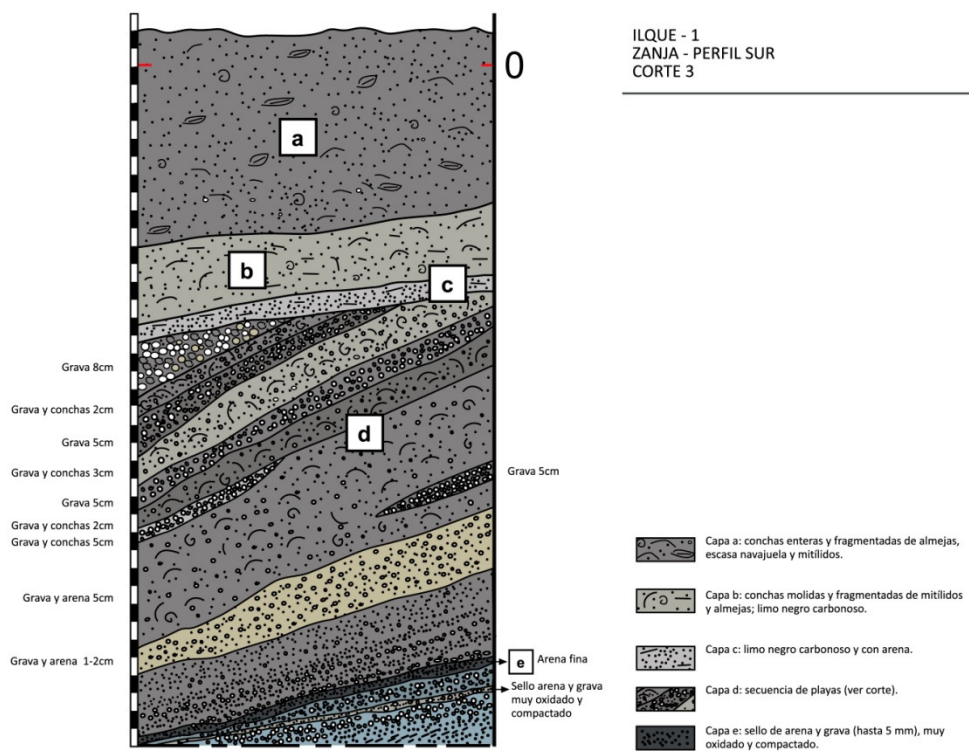 ILQUE - 1
ZANJA - PERFIL SUR
CORTE 3
0
a
b
c
d
Grava 8cm
Grava y conchas 2cm
Grava 5cm
Grava y conchas 3cm
Grava 5cm
Grava y conchas 2cm
Grava y conchas 5cm
Grava y arena 5cm
Grava y arena 1-2cm
Grava 5cm
e Arena fina
Sello arena y grava
muy oxidado y
compactado
Capa a: conchas enteras y fragmentadas de almejas,
escasa navajuela y mitílidos.
Capa b: conchas molidas y fragmentadas de mitílidos
y almejas; limo negro carbonoso.
Capa c: limo negro carbonoso y con arena.
Capa d: secuencia de playas (ver corte).
Capa e: sello de arena y grava (hasta 5 mm), muy
oxidado y compactado.